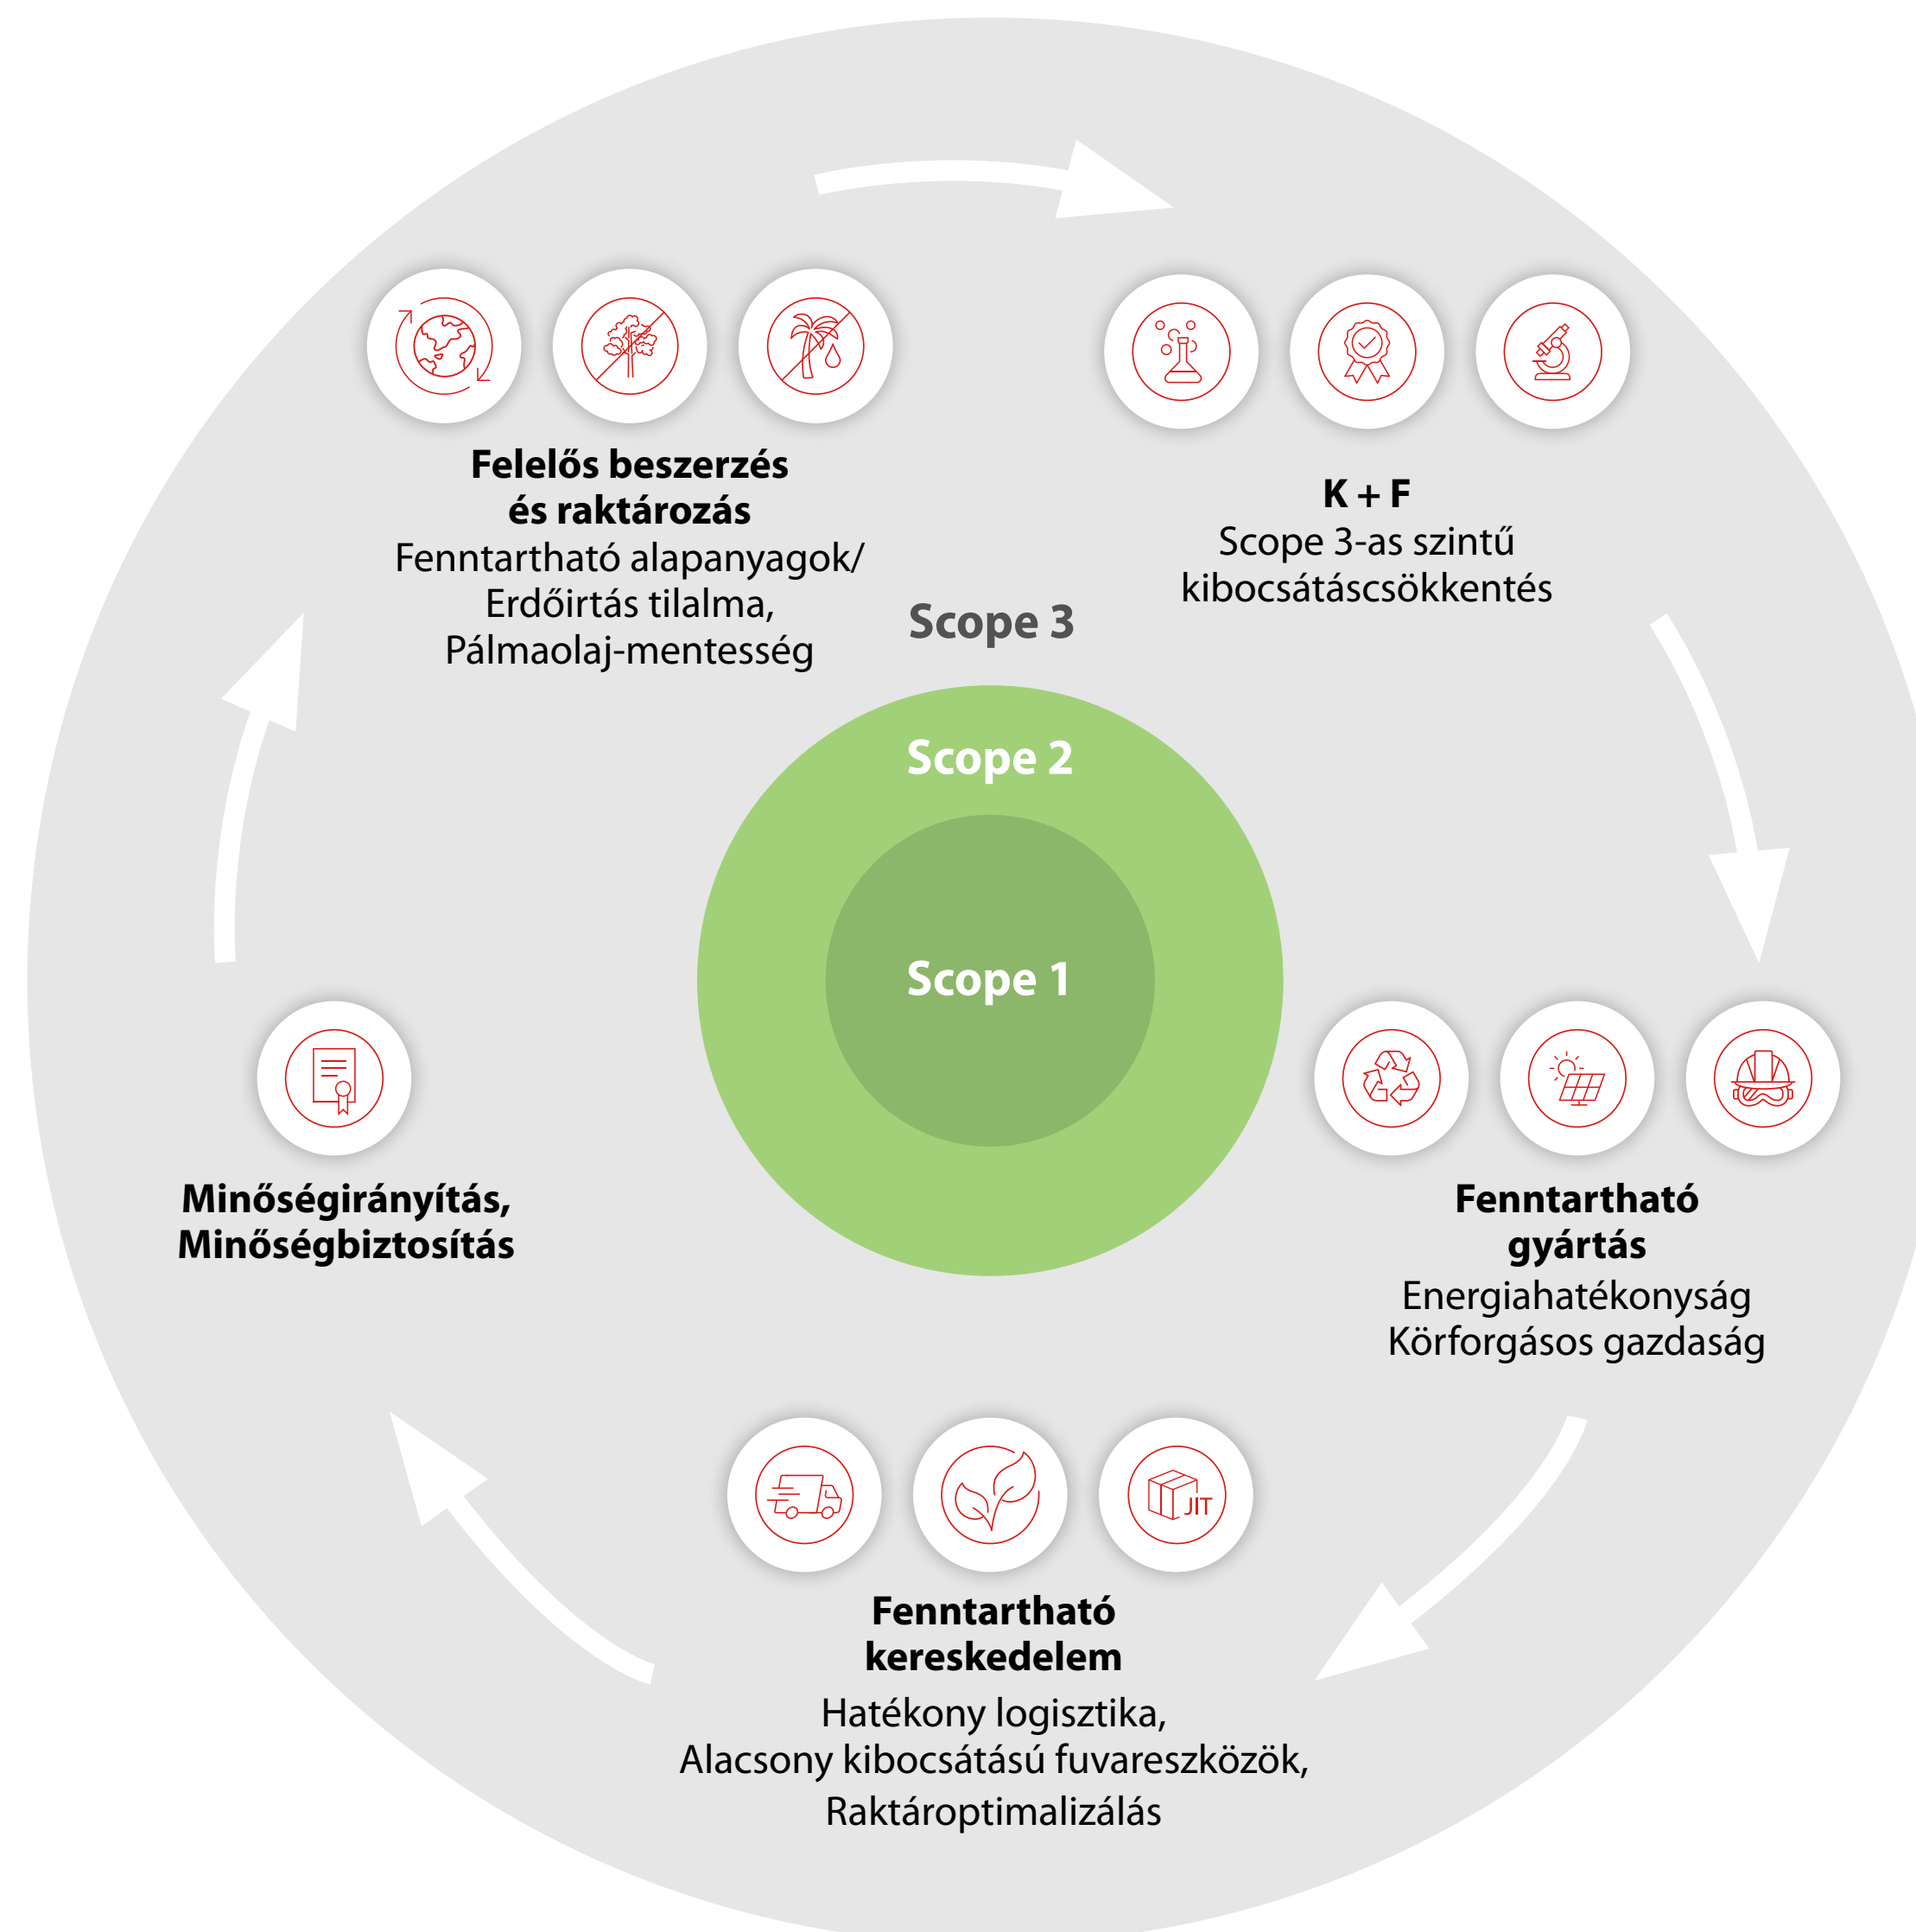 Felelős beszerzés
és raktározás
Fenntartható alapanyagok/
Erdőirtás tilalma,
Pálmaolaj-mentesség
K + F
Scope 3-as szintű
kibocsátáscsökkentés
Scope 3
Scope 2
Scope 1
Minőségirányítás,
Minőségbiztosítás
Fenntartható
gyártás
Energiahatékonyság
Körforgásos gazdaság
JIT
Fenntartható
kereskedelem
Hatékony logisztika,
Alacsony kibocsátású fuvareszközök,
Raktároptimalizálás